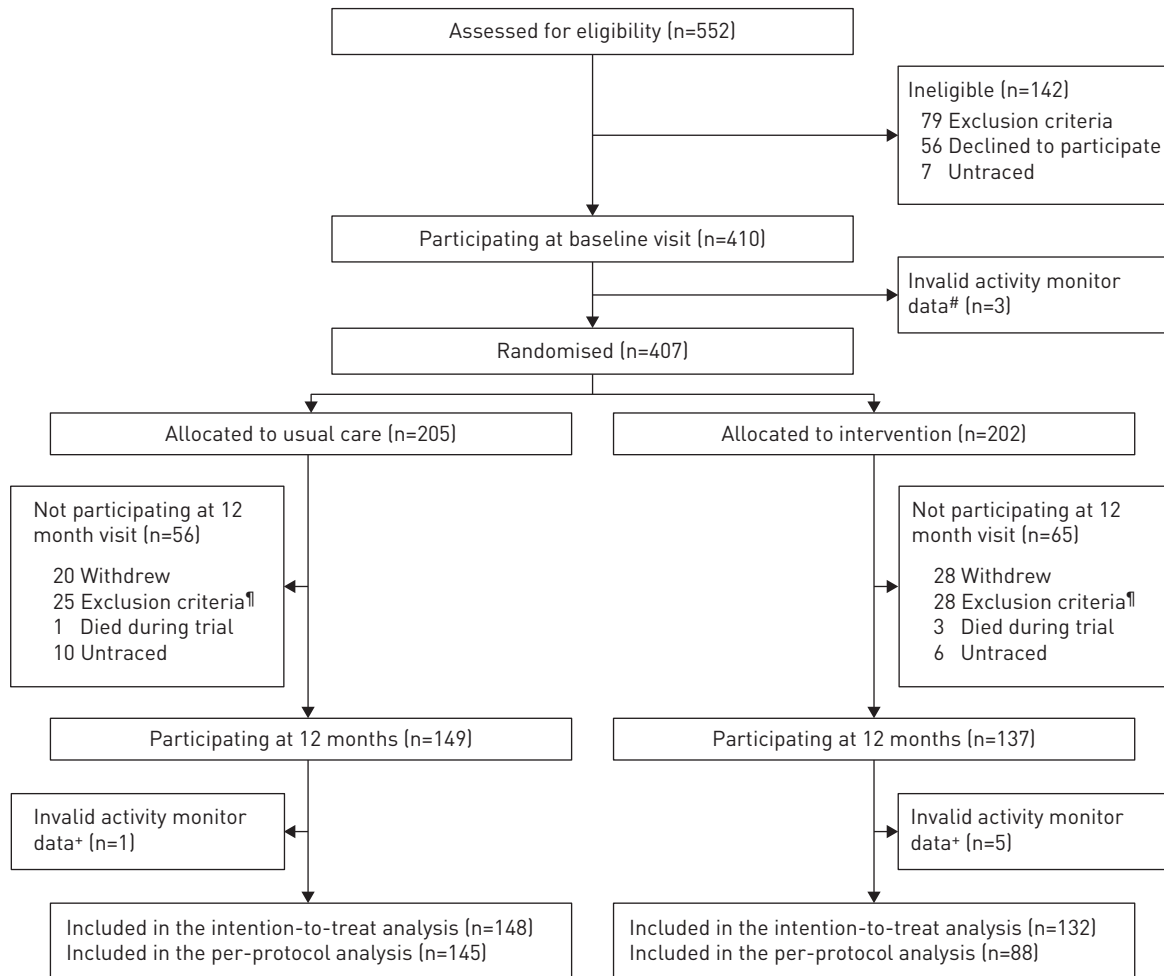 Assessed for eligibility (n=552)
Ineligible (n=142)
79 Exclusion criteria
56 Declined to participate
7 Untraced
Participating at baseline visit (n=410)
Invalid activity monitor
data# (n=3)
Randomised (n=407)
Allocated to usual care (n=205)
Allocated to intervention (n=202)
Not participating at 12
month visit (n=56)
20 Withdrew
25 Exclusion criteria¶
1 Died during trial
10 Untraced
Not participating at 12
month visit (n=65)
28 Withdrew
28 Exclusion criteria¶
3 Died during trial
6 Untraced
Participating at 12 months (n=149)
Participating at 12 months (n=137)
Invalid activity monitor
data+ (n=1)
Invalid activity monitor
data+ (n=5)
Included in the intention-to-treat analysis (n=148)
Included in the per-protocol analysis (n=145)
Included in the intention-to-treat analysis (n=132)
Included in the per-protocol analysis (n=88)